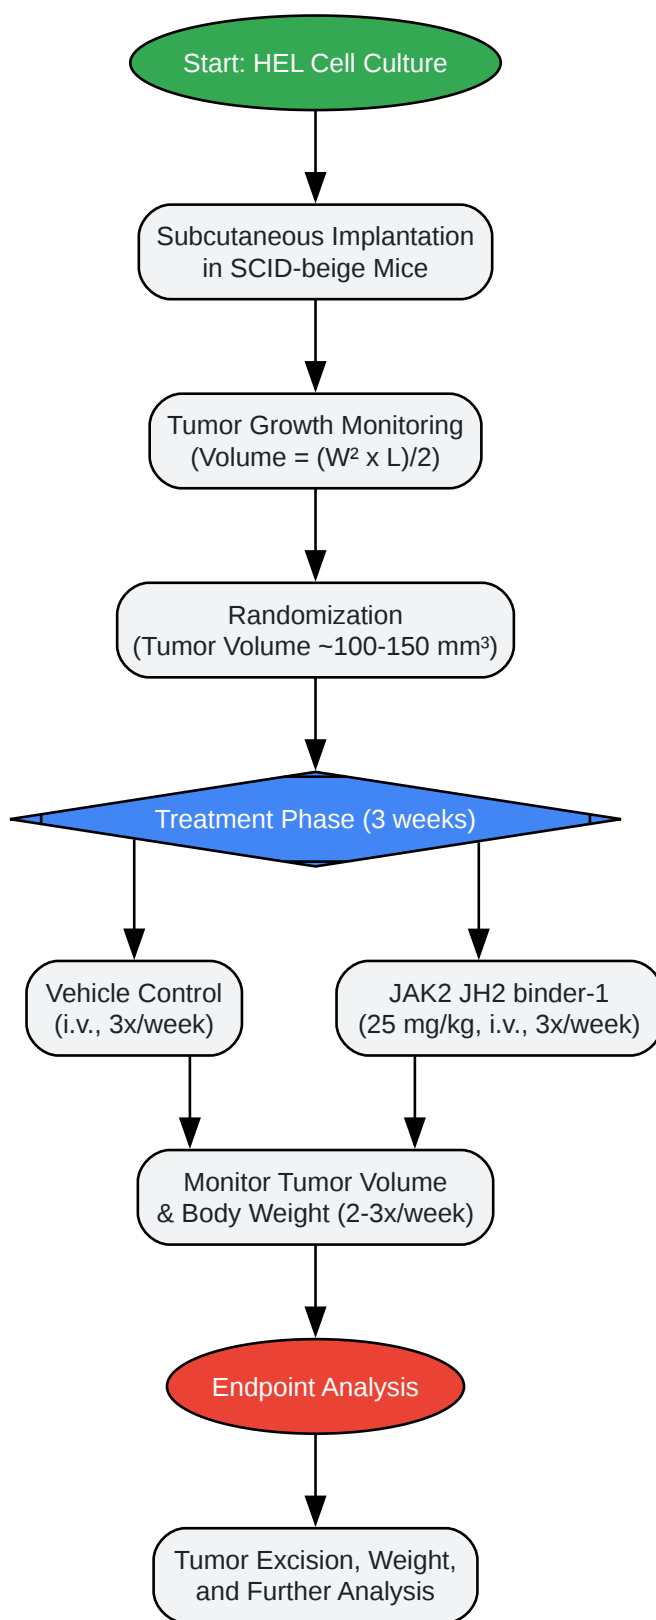 Start: HEL Cell Culture
Subcutaneous Implantation
in SCID-beige Mice
Tumor Growth Monitoring
(Volume = (W² x L)/2)
Randomization
(Tumor Volume ~100-150 mm³)
Treatment Phase (3 weeks)
Vehicle Control
(i.v., 3x/week)
JAK2 JH2 binder-1
(25 mg/kg, i.v., 3x/week)
Monitor Tumor Volume
& Body Weight (2-3x/week)
Endpoint Analysis
Tumor Excision, Weight,
and Further Analysis